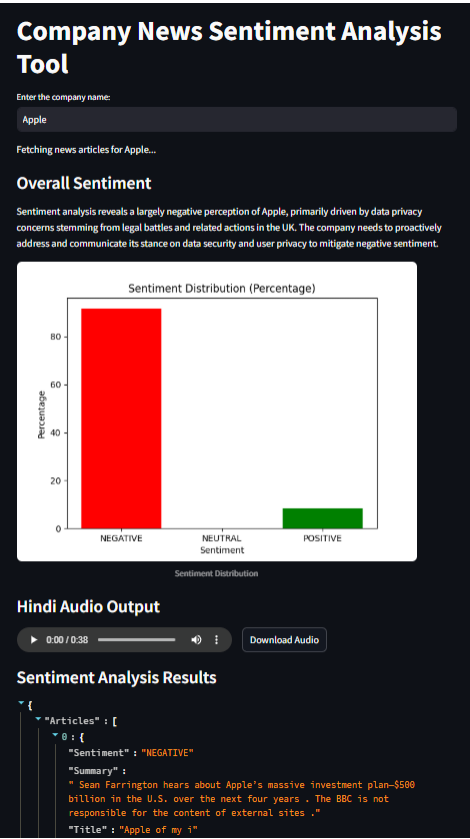 Company News Sentiment Analysis
Tool
Enter the company name:
Apple
Fetching news articles for Apple...
Overall Sentiment
Sentiment analysis reveals a largely negative perception of Apple, primarily driven by data privacy
concerns stemming from legal battles and related actions in the UK. The company needs to proactively
address and communicate its stance on data security and user privacy to mitigate negative sentiment.
Sentiment Distribution (Percentage)
80
60
40
20
0
Percentage
NEGATIVE NEUTRAL POSITIVE
Sentiment
Sentiment Distribution
Hindi Audio Output
0:00 / 0:38 Download Audio
Sentiment Analysis Results
{
"Articles" : [
0 : {
"Sentiment" : "NEGATIVE"
"Summary" :
" Sean Farrington hears about Apple's massive investment plan–$500
billion in the U.S. over the next four years . The BBC is not
responsible for the content of external sites ."
"Title" : "Apple of my i"